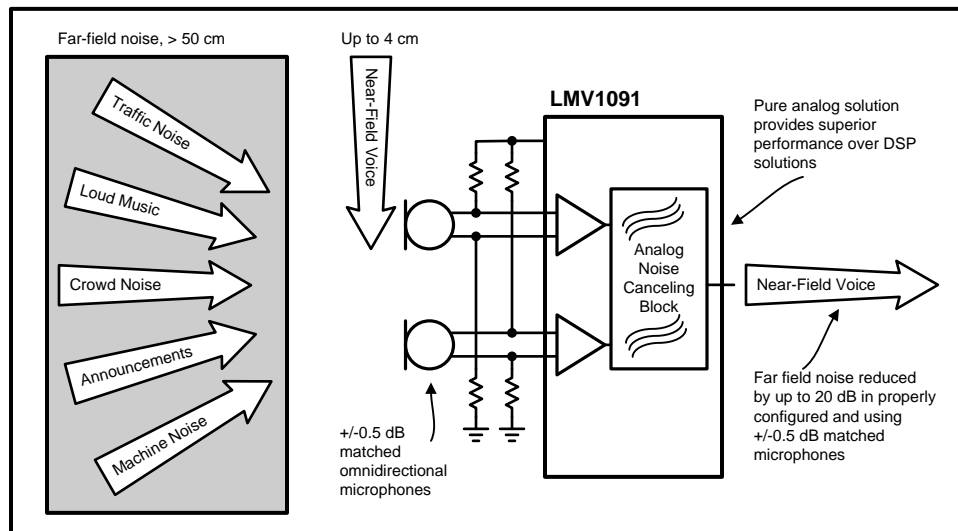 Far-field noise, > 50 cm
Traffic Noise
Loud Music
Crowd Noise
Announcements
Machine Noise
Up to 4 cm
Near-Field Voice
+/-0.5 dB
matched
omnidirectional
microphones
LMV1091
Analog
Noise
Canceling
Block
Pure analog solution
provides superior
performance over DSP
solutions
Near-Field Voice
Far field noise reduced
by up to 20 dB in properly
configured and using
+/-0.5 dB matched
microphones